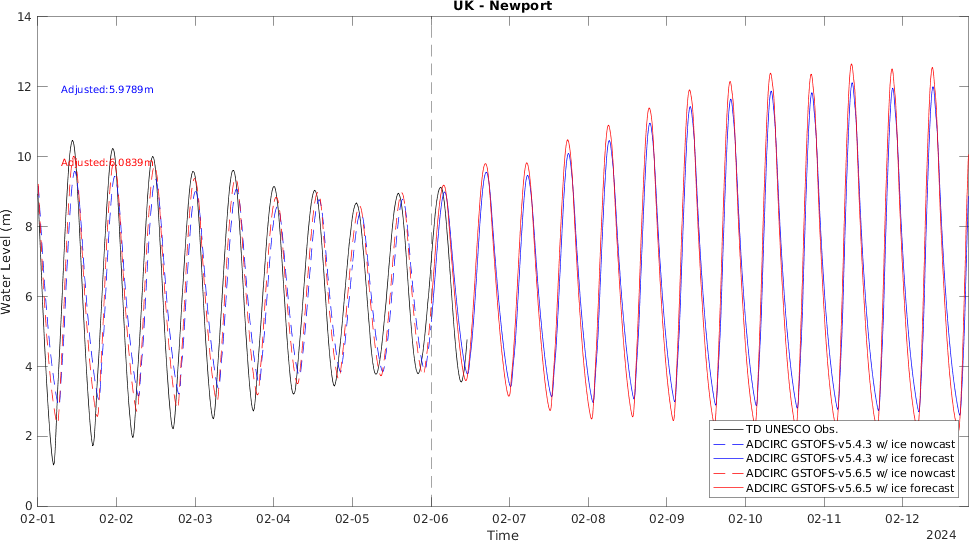 UK - Newport
14
12
10
8
6
4
2
0
Water Level (m)
Adjusted:5.9789m
Adjusted:6.0839m
TD UNESCO Obs.
ADCIRC GSTOFS-v5.4.3 w/ ice nowcast
ADCIRC GSTOFS-v5.4.3 w/ ice forecast
ADCIRC GSTOFS-v5.6.5 w/ ice nowcast
ADCIRC GSTOFS-v5.6.5 w/ ice forecast
02-01 02-02 02-03 02-04 02-05 02-06 02-07 02-08 02-09 02-10 02-11 02-12
Time
2024